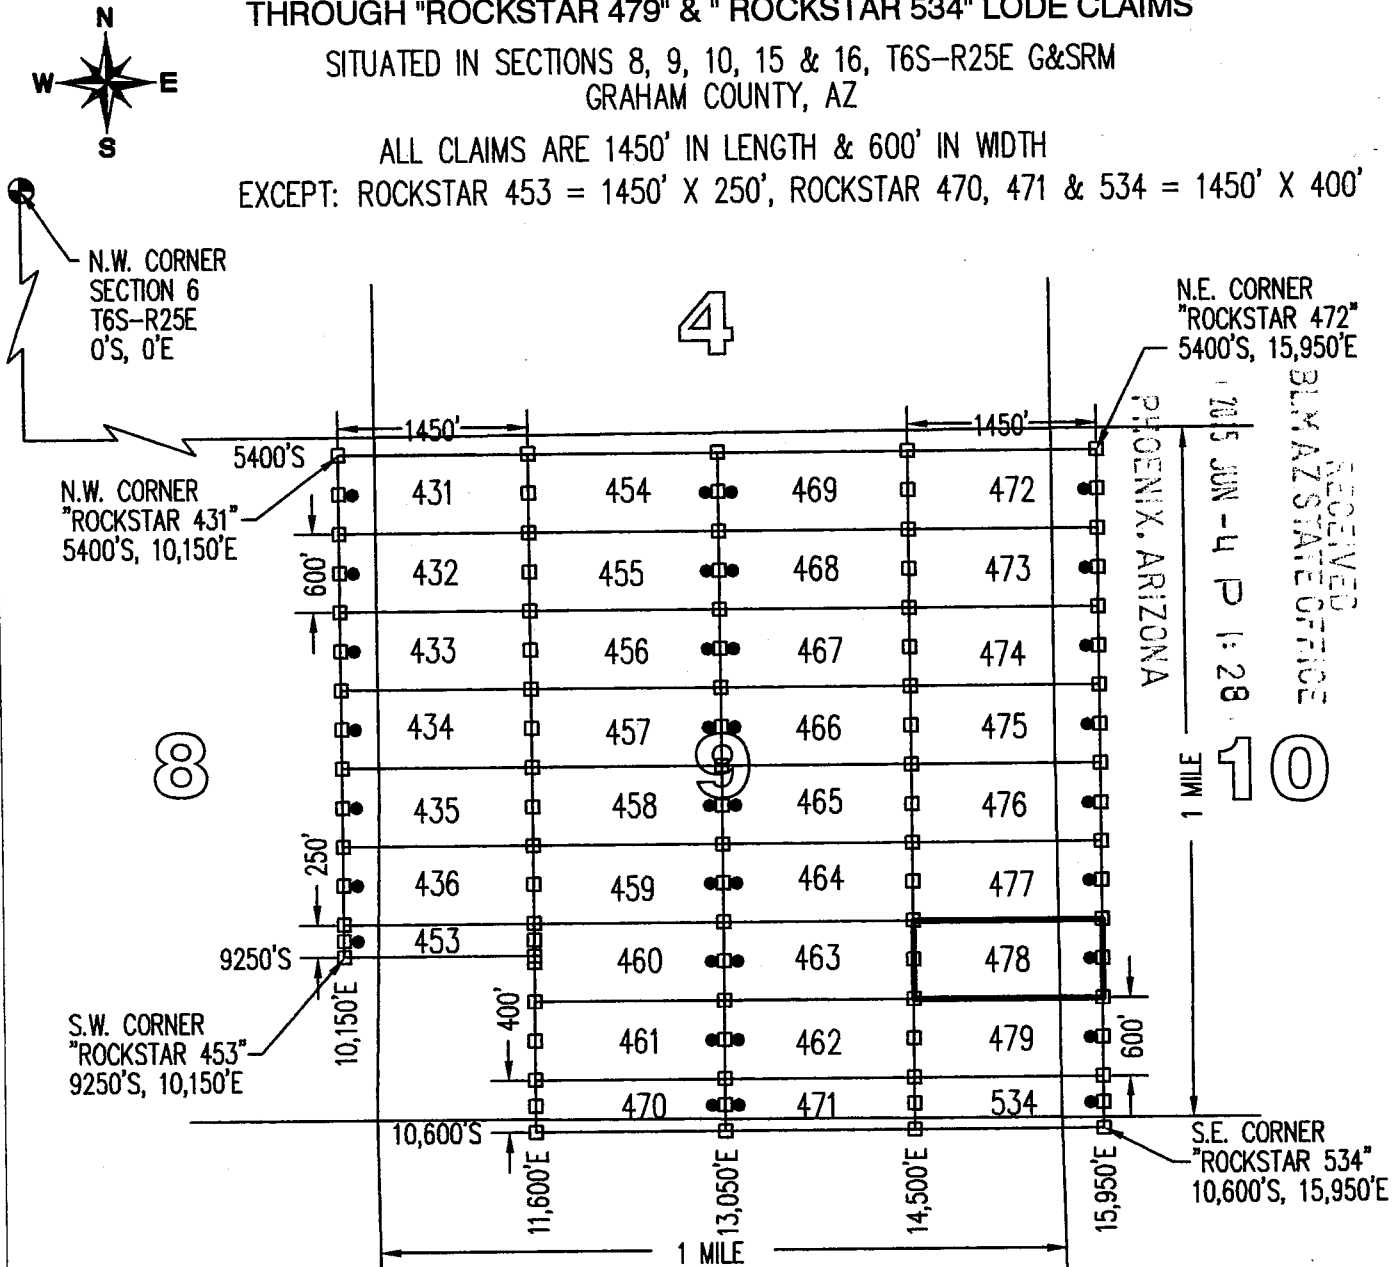 THROUGH "ROCKSTAR 479" & " ROCKSTAR 534" LODE CLAIMS
N
W E
S
SITUATED IN SECTIONS 8, 9, 10, 15 & 16, T6S-R25E G&SRM
GRAHAM COUNTY, AZ
ALL CLAIMS ARE 1450' IN LENGTH & 600' IN WIDTH
EXCEPT: ROCKSTAR 453 = 1450' X 250', ROCKSTAR 470, 471 & 534 = 1450' X 400'
N.W. CORNER
SECTION 6
T6S-R25E
0'S, 0'E
4
N.E. CORNER
"ROCKSTAR 472"
5400'S, 15,950'E
RECEIVED
BLM AZ STATE OFFICE
2015 JUN -4 P 1:28
PHOENIX, ARIZONA
1450'
1450'
5400'S
N.W. CORNER
"ROCKSTAR 431"
5400'S, 10,150'E
600'
431 454 469 472
432 455 468 473
433 456 467 474
434 457 466 475
8
9
10
1 MILE
435 458 465 476
250'
436 459 464 477
453 460 463 478
9250'S
10,150'E
S.W. CORNER
"ROCKSTAR 453"
9250'S, 10,150'E
400'
461 462 479
600'
470 471 534
10,600'S
S.E. CORNER
"ROCKSTAR 534"
10,600'S, 15,950'E
11,600'E
13,050'E
14,500'E
15,950'E
1 MILE